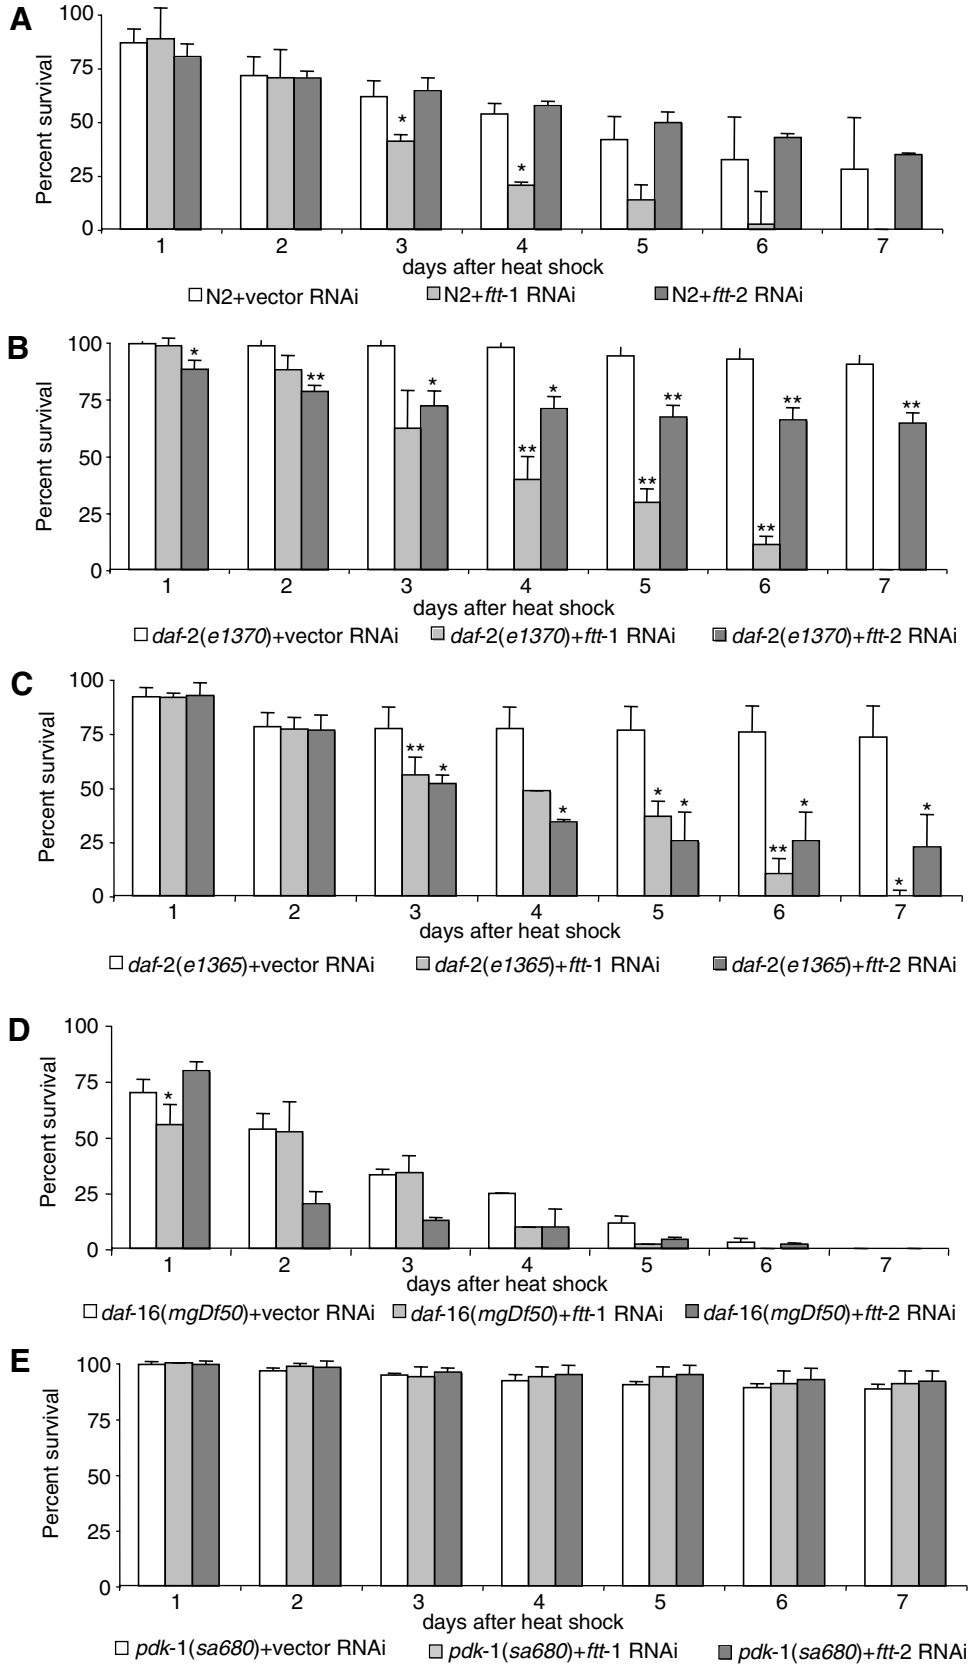 A
Percent survival
100
75
50
25
0
*
*
1 2 3 4 5 6 7
days after heat shock
N2+vector RNAi N2+ftt-1 RNAi N2+ftt-2 RNAi
B
Percent survival
100
75
50
25
0
* ** * ** * ** ** ** ** **
1 2 3 4 5 6 7
days after heat shock
daf-2(e1370)+vector RNAi daf-2(e1370)+ftt-1 RNAi daf-2(e1370)+ftt-2 RNAi
C
Percent survival
100
75
50
25
0
** * * * * ** * * *
1 2 3 4 5 6 7
days after heat shock
daf-2(e1365)+vector RNAi daf-2(e1365)+ftt-1 RNAi daf-2(e1365)+ftt-2 RNAi
D
Percent survival
100
75
50
25
0
*
1 2 3 4 5 6 7
days after heat shock
daf-16(mgDf50)+vector RNAi daf-16(mgDf50)+ftt-1 RNAi daf-16(mgDf50)+ftt-2 RNAi
E
Percent survival
100
75
50
25
0
1 2 3 4 5 6 7
days after heat shock
pdk-1(sa680)+vector RNAi pdk-1(sa680)+ftt-1 RNAi pdk-1(sa680)+ftt-2 RNAi